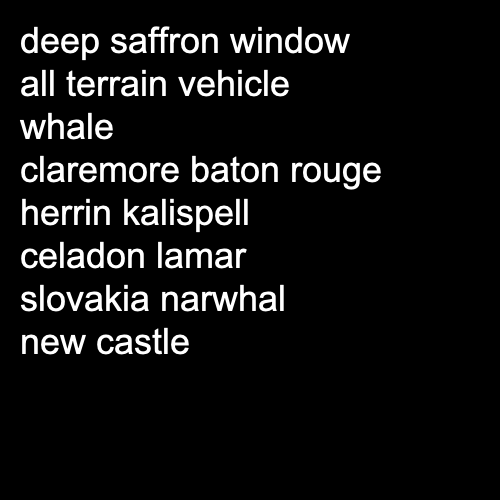 deep saffron window
all terrain vehicle
whale
claremore baton rouge
herrin kalispell
celadon lamar
slovakia narwhal
new castle